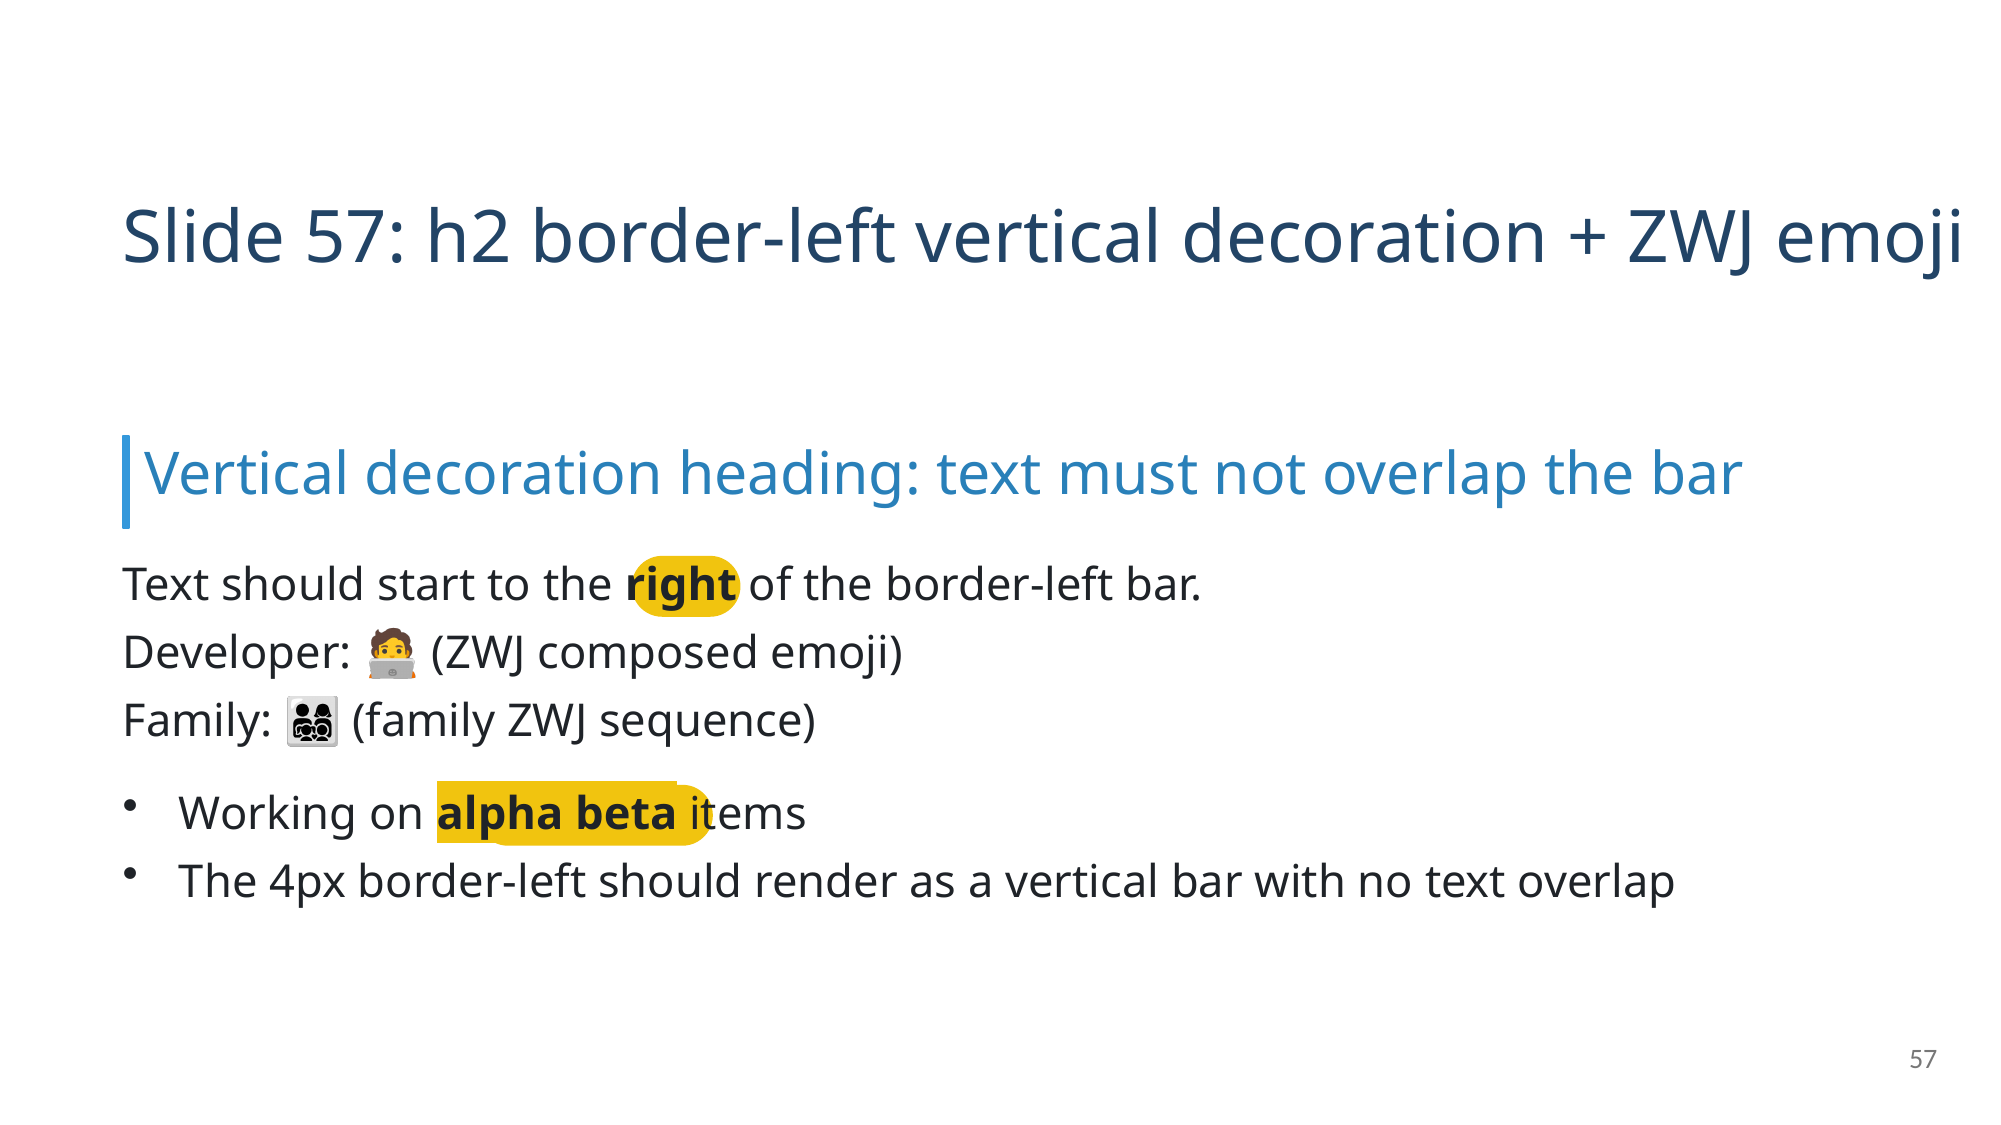 Slide 57: h2 border-left vertical decoration + ZWJ emoji
Vertical decoration heading: text must not overlap the bar
Text should start to the right of the border-left bar.
Developer: 🧑‍💻 (ZWJ composed emoji)
Family: 👨‍👩‍👧‍👦 (family ZWJ sequence)
• Working on alpha beta items
• The 4px border-left should render as a vertical bar with no text overlap
57